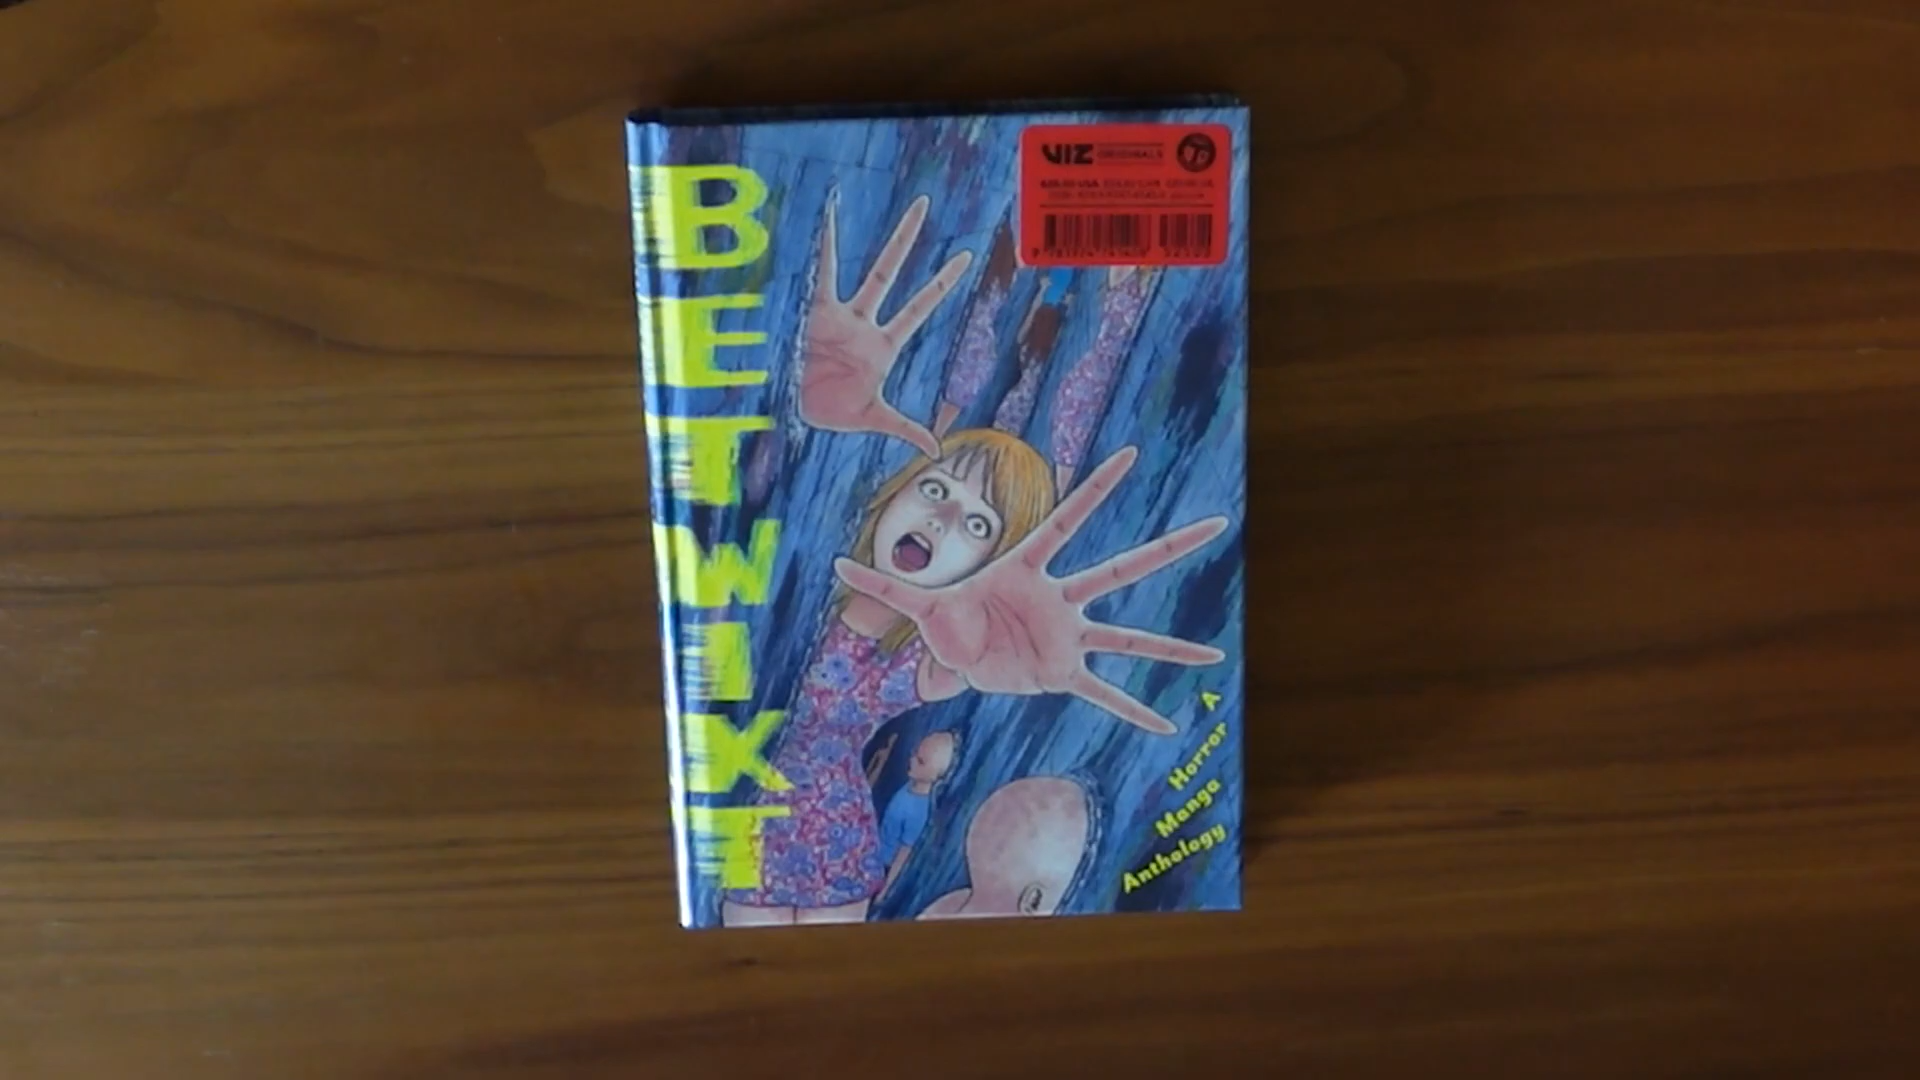 BETWIXT
VIZ ORIGINALS
A
Horror
Manga
Anthology